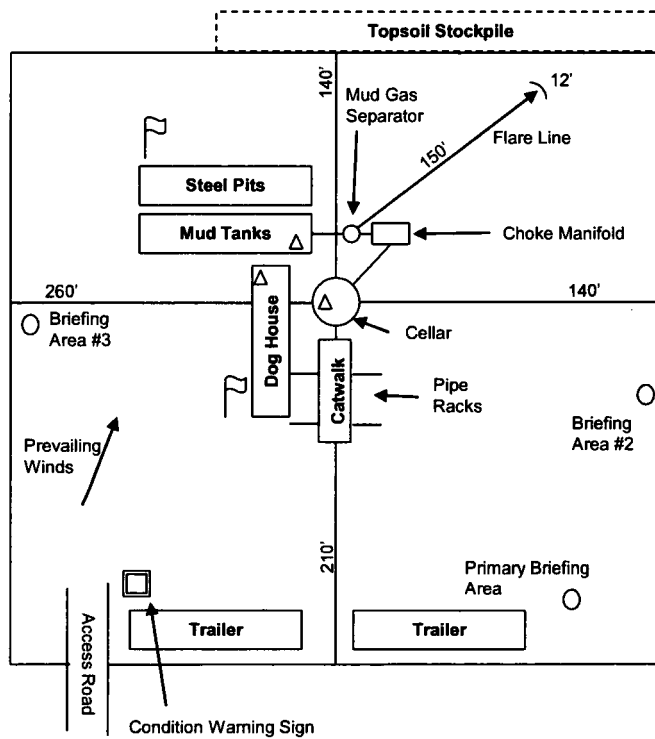 Topsoil Stockpile
140'
Mud Gas
Separator
12'
150'
Flare Line
Steel Pits
Mud Tanks
Choke Manifold
260'
140'
Briefing
Area #3
Dog House
Cellar
Catwalk
Pipe
Racks
Briefing
Area #2
Prevailing
Winds
210'
Primary Briefing
Area
Access Road
Trailer
Trailer
Condition Warning Sign